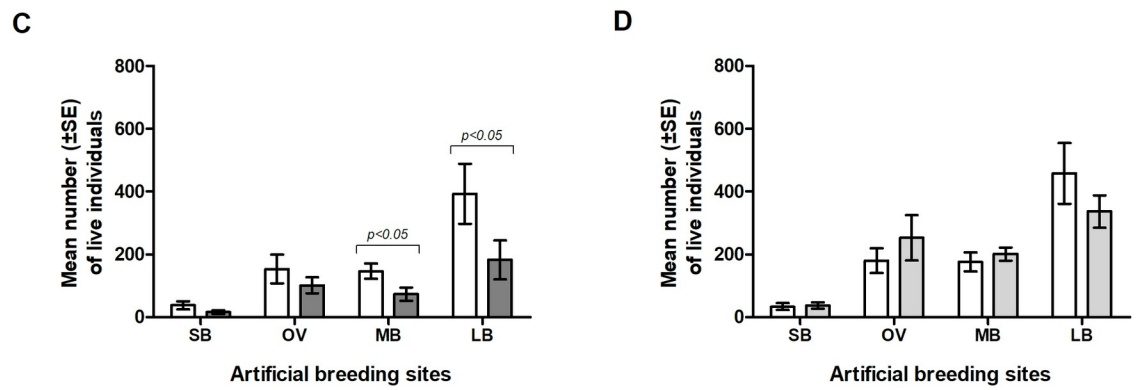 C
Mean number (±SE)
of live individuals
800
600
400
200
0
p<0.05
p<0.05
SB OV MB LB
Artificial breeding sites
D
Mean number (±SE)
of live individuals
800
600
400
200
0
SB OV MB LB
Artificial breeding sites